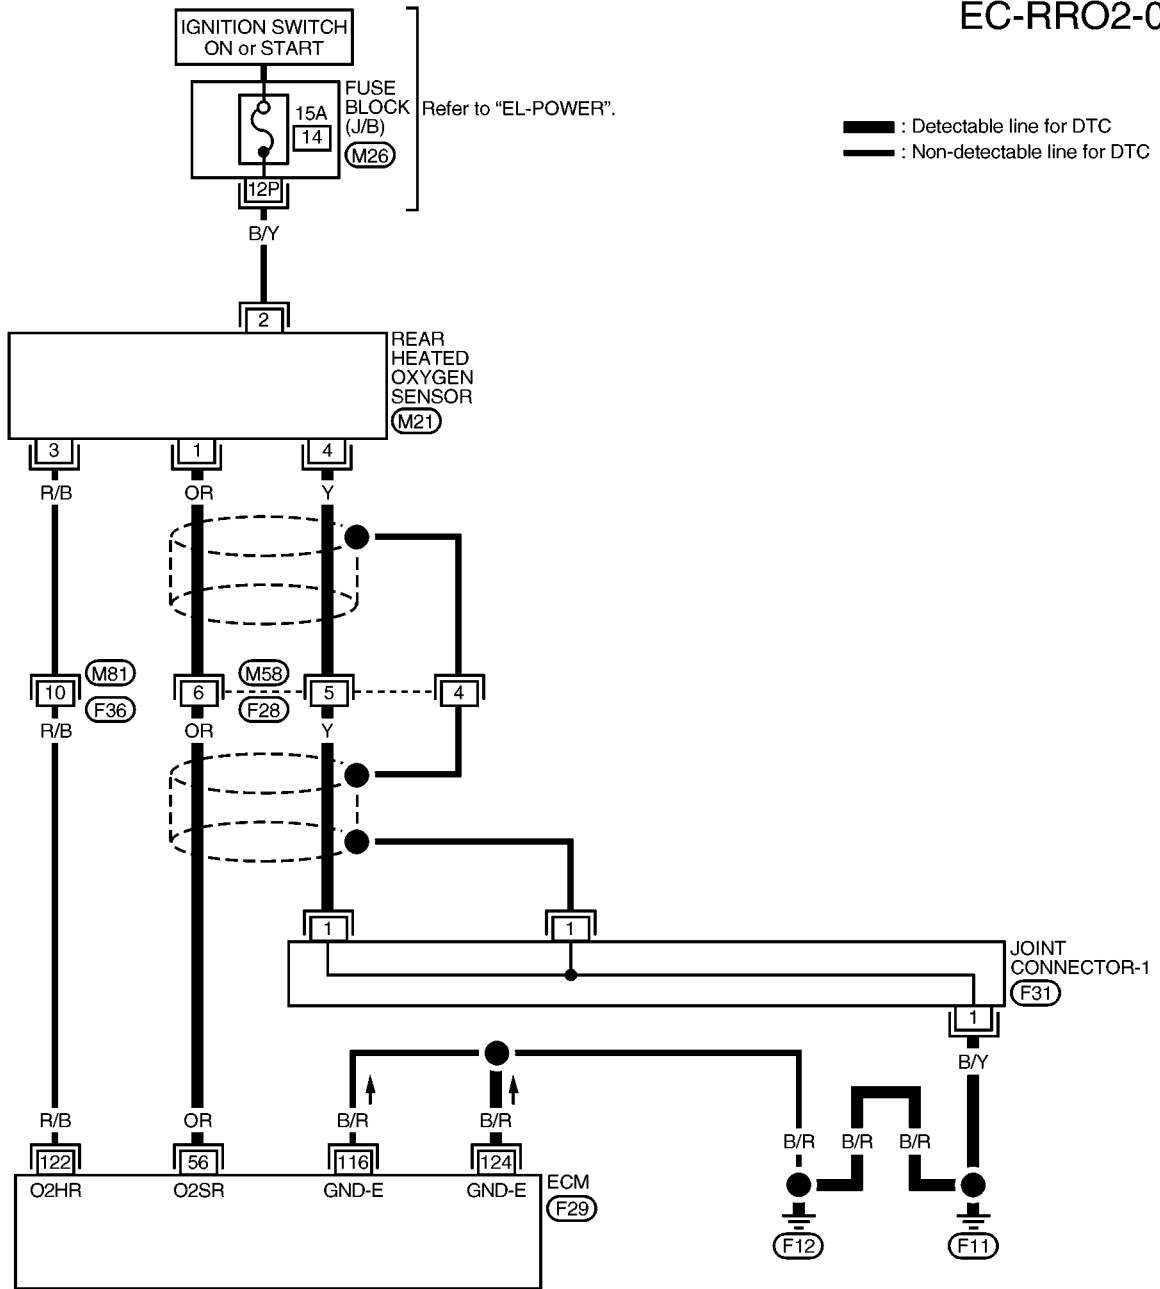 EC-RRO2-0
IGNITION SWITCH
ON or START
FUSE
BLOCK
(J/B)
M26
15A
14
Refer to “EL-POWER”.
: Detectable line for DTC
: Non-detectable line for DTC
12P
B/Y
2
REAR
HEATED
OXYGEN
SENSOR
M21
3
1
4
R/B
OR
Y
M81
M58
10
6
5
4
F36
F28
R/B
OR
Y
1
1
JOINT
CONNECTOR-1
F31
1
B/Y
R/B
OR
B/R
B/R
B/R
B/R
B/R
122
56
116
124
O2HR
O2SR
GND-E
GND-E
ECM
F29
F12
F11